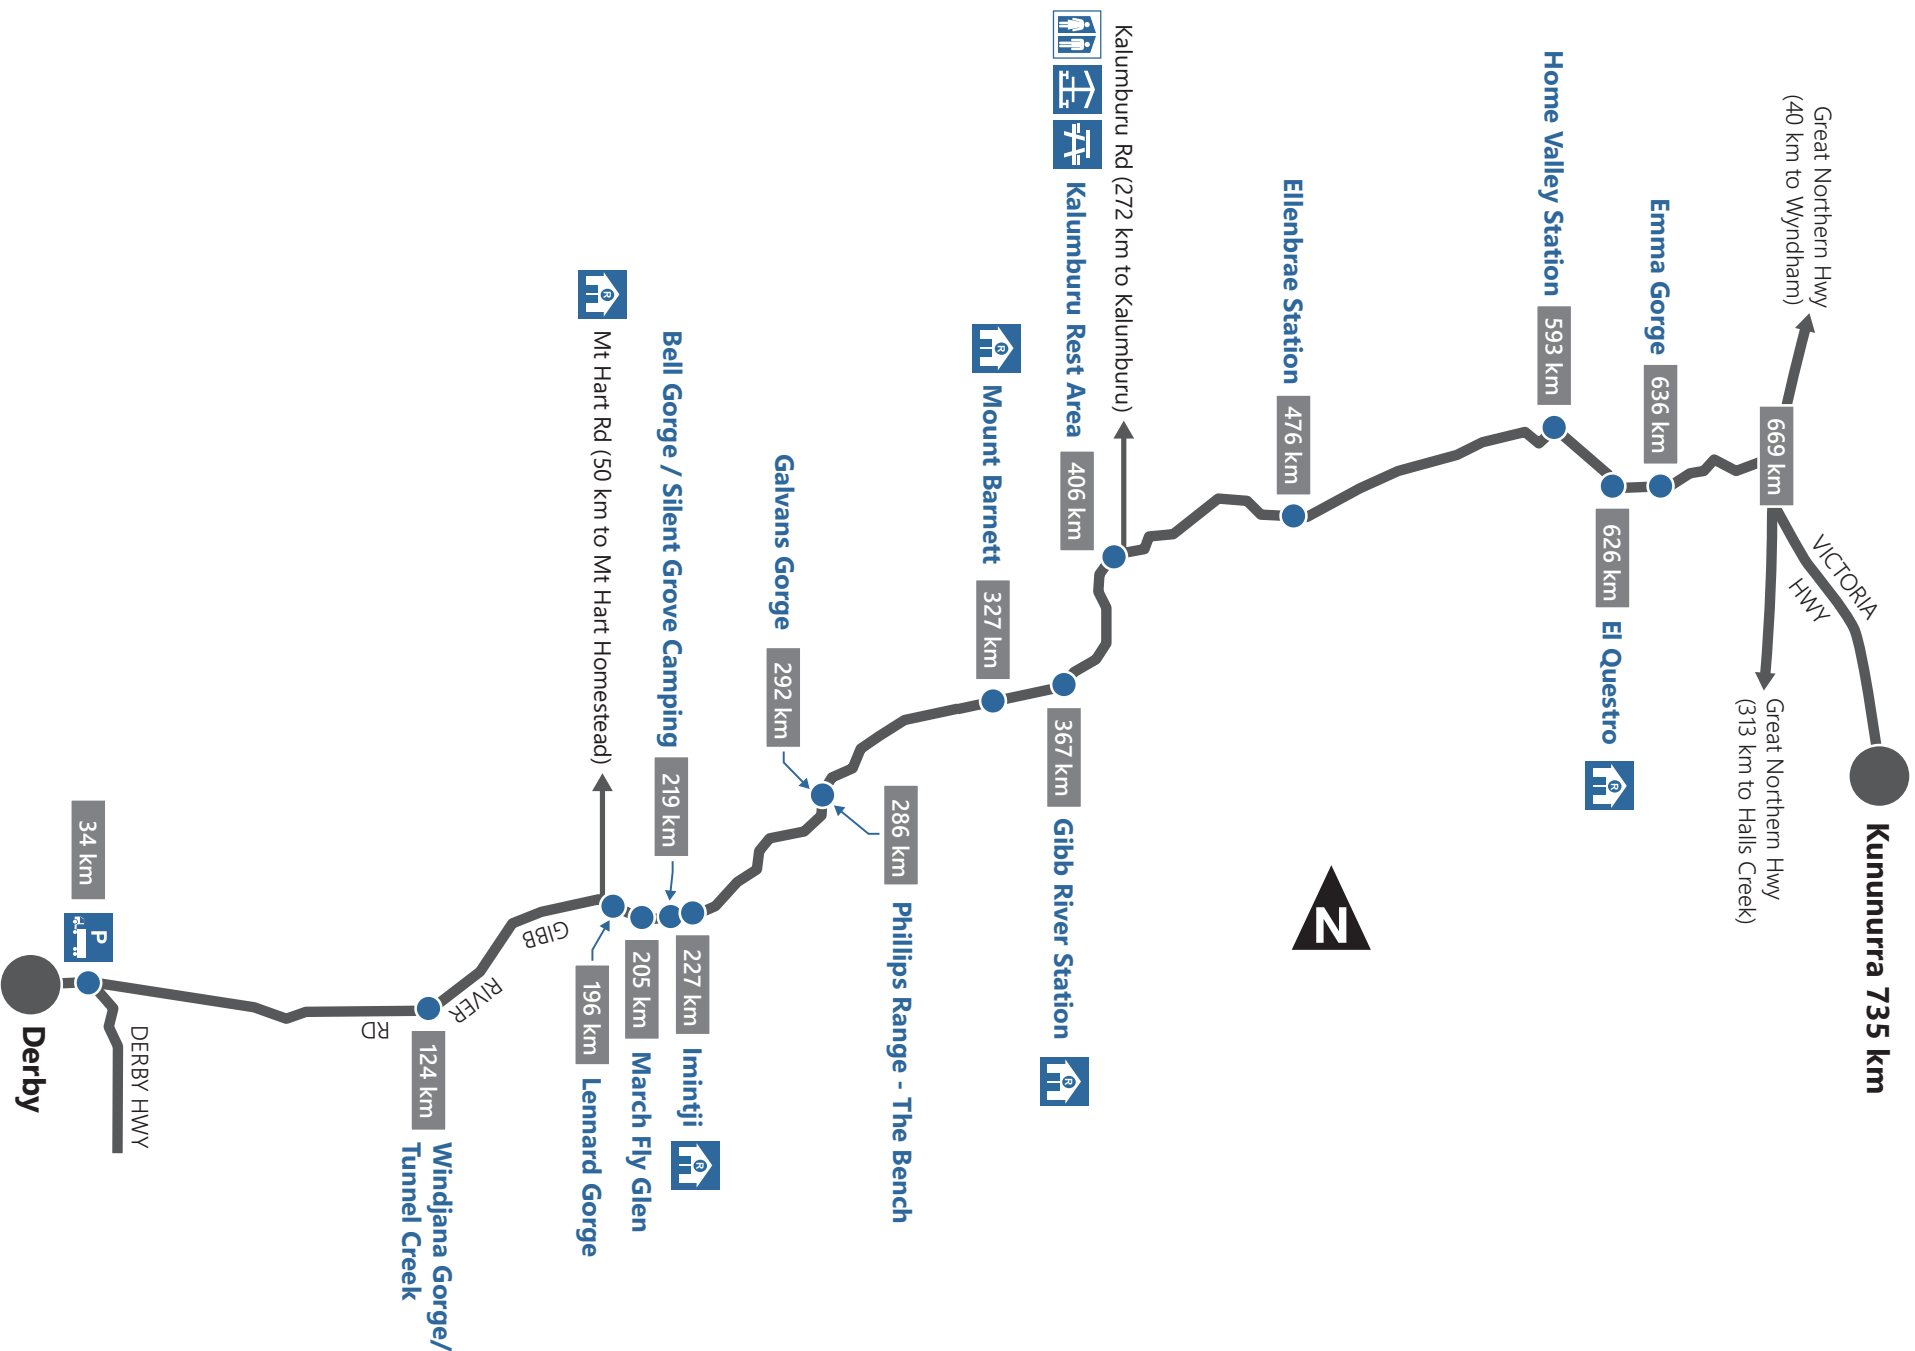 Great Northern Hwy
(40 km to Wyndham)
669 km
VICTORIA
HWY
Great Northern Hwy
(313 km to Halls Creek)
Kununurra 735 km
Emma Gorge
636 km
626 km
El Questro
Home Valley Station
593 km
Ellenbrae Station
476 km
N
Kalumburu Rd (272 km to Kalumburu)
Kalumburu Rest Area
406 km
367 km
Gibb River Station
R
R
R
Mount Barnett
327 km
Galvans Gorge
292 km
286 km
Phillips Range - The Bench
Bell Gorge / Silent Grove Camping
219 km
227 km
Imintji
R
205 km
March Fly Glen
R
Mt Hart Rd (50 km to Mt Hart Homestead)
196 km
Lennard Gorge
GIBB
RIVER
RD
124 km
Windjana Gorge/
Tunnel Creek
34 km
P
DERBY HWY
Derby